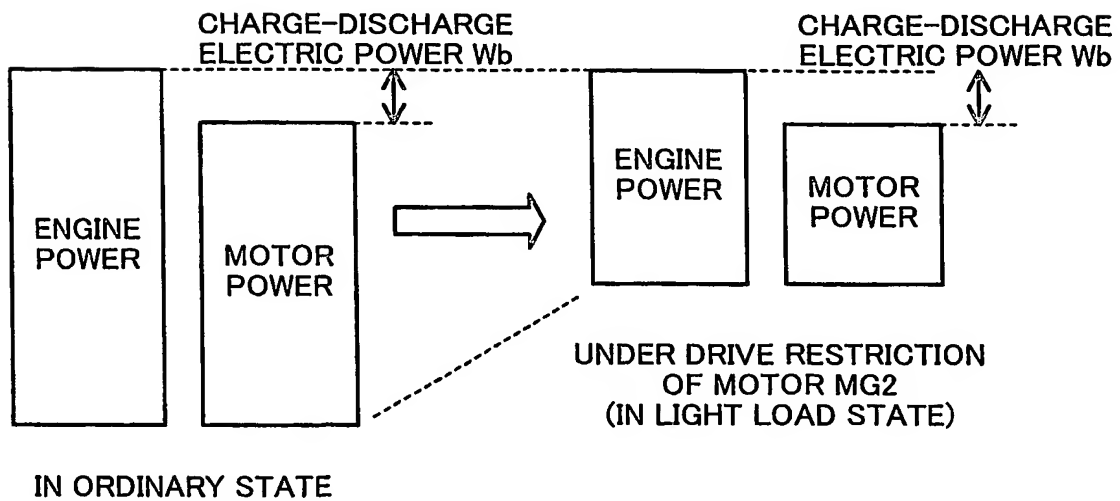 CHARGE-DISCHARGE
ELECTRIC POWER Wb
CHARGE-DISCHARGE
ELECTRIC POWER Wb
ENGINE
POWER
MOTOR
POWER
ENGINE
POWER
MOTOR
POWER
UNDER DRIVE RESTRICTION
OF MOTOR MG2
(IN LIGHT LOAD STATE)
IN ORDINARY STATE